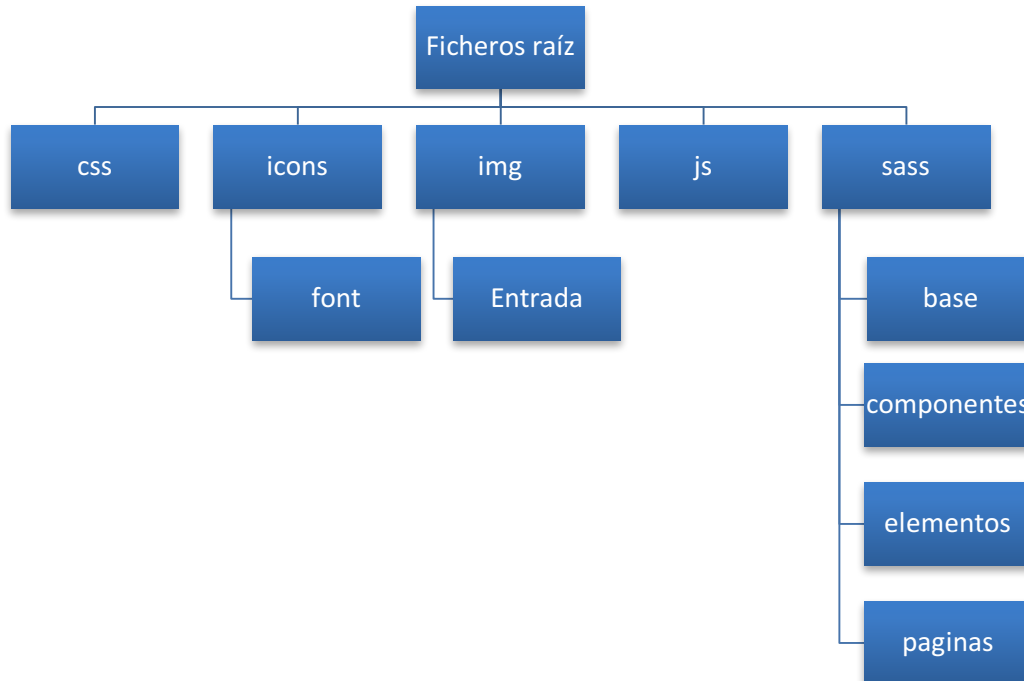 Ficheros raíz
css
icons
img
js
sass
font
Entrada
base
componentes
elementos
paginas